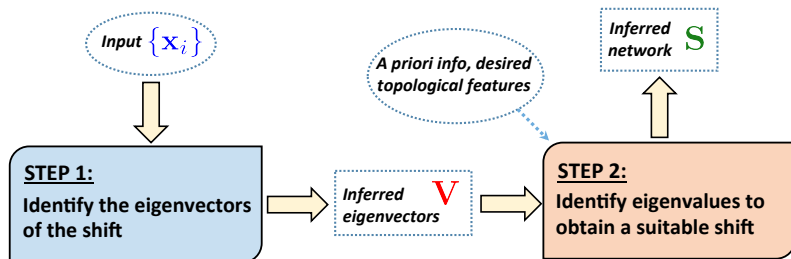 Input {x_i}
A priori info, desired
topological features
Inferred
network S
STEP 1:
Identify the eigenvectors
of the shift
Inferred
eigenvectors V
STEP 2:
Identify eigenvalues to
obtain a suitable shift